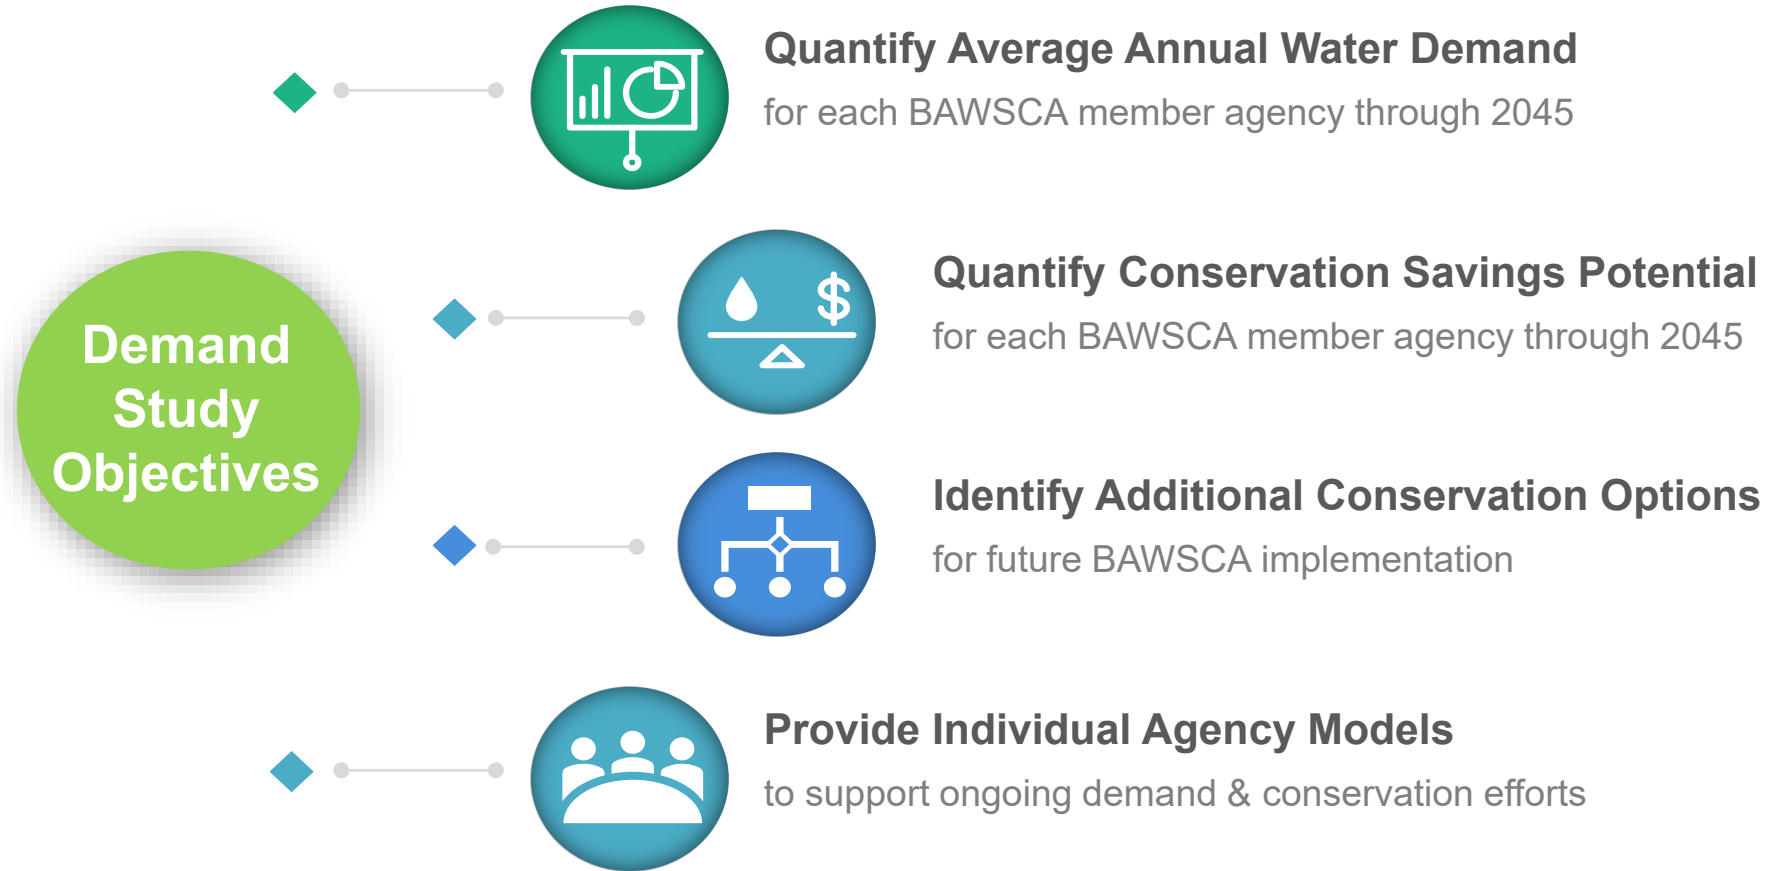 Quantify Average Annual Water Demand
for each BAWSCA member agency through 2045
Quantify Conservation Savings Potential
for each BAWSCA member agency through 2045
Demand
Study
Objectives
Identify Additional Conservation Options
for future BAWSCA implementation
Provide Individual Agency Models
to support ongoing demand & conservation efforts